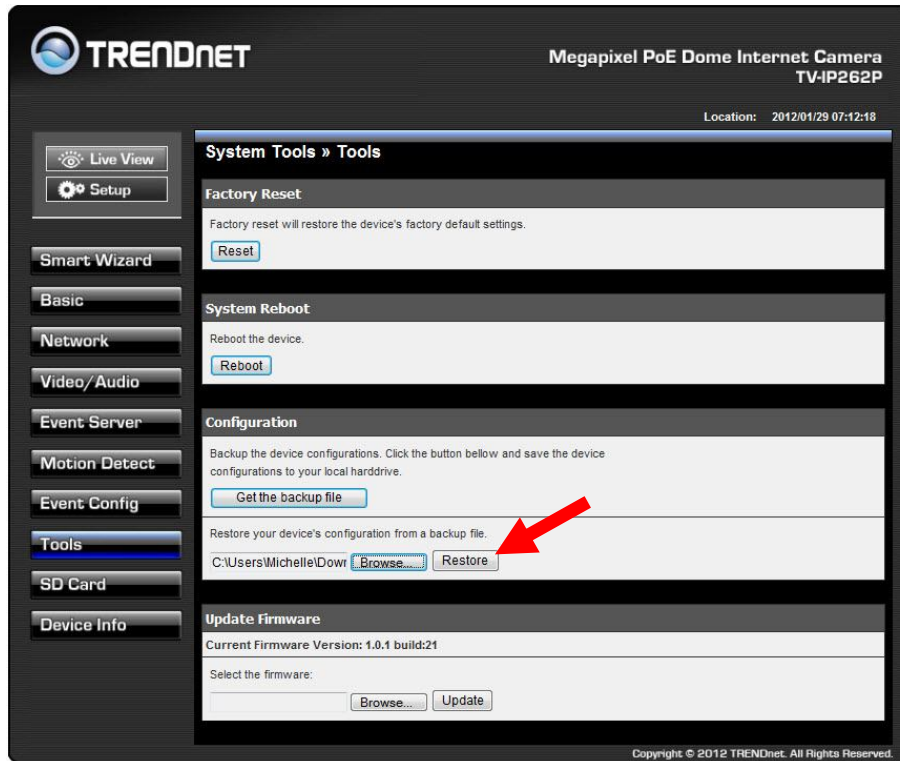 TRENDNET
Megapixel PoE Dome Internet Camera
TV-IP262P
Location: 2012/01/29 07:12:18
Live View
Setup
Smart Wizard
Basic
Network
Video/Audio
Event Server
Motion Detect
Event Config
Tools
SD Card
Device Info
System Tools » Tools
Factory Reset
Factory reset will restore the device's factory default settings.
Reset
System Reboot
Reboot the device.
Reboot
Configuration
Backup the device configurations. Click the button bellow and save the device
configurations to your local harddrive.
Get the backup file
Restore your device's configuration from a backup file.
C:\Users\Michelle\Dowr Browse... Restore
Update Firmware
Current Firmware Version: 1.0.1 build:21
Select the firmware:
Browse... Update
Copyright © 2012 TRENDnet. All Rights Reserved.